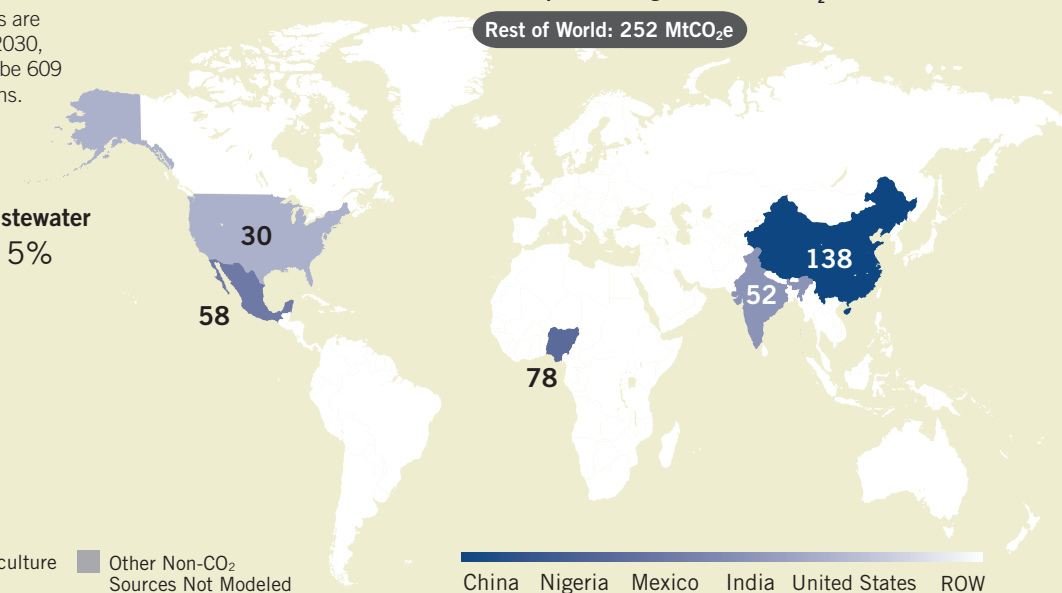 s are
2030,
be 609
ns.
2
Rest of World: 252 MtCO₂e
stewater
5%
30
58
78
138
52
culture
Other Non-CO₂
Sources Not Modeled
China Nigeria Mexico India United States ROW